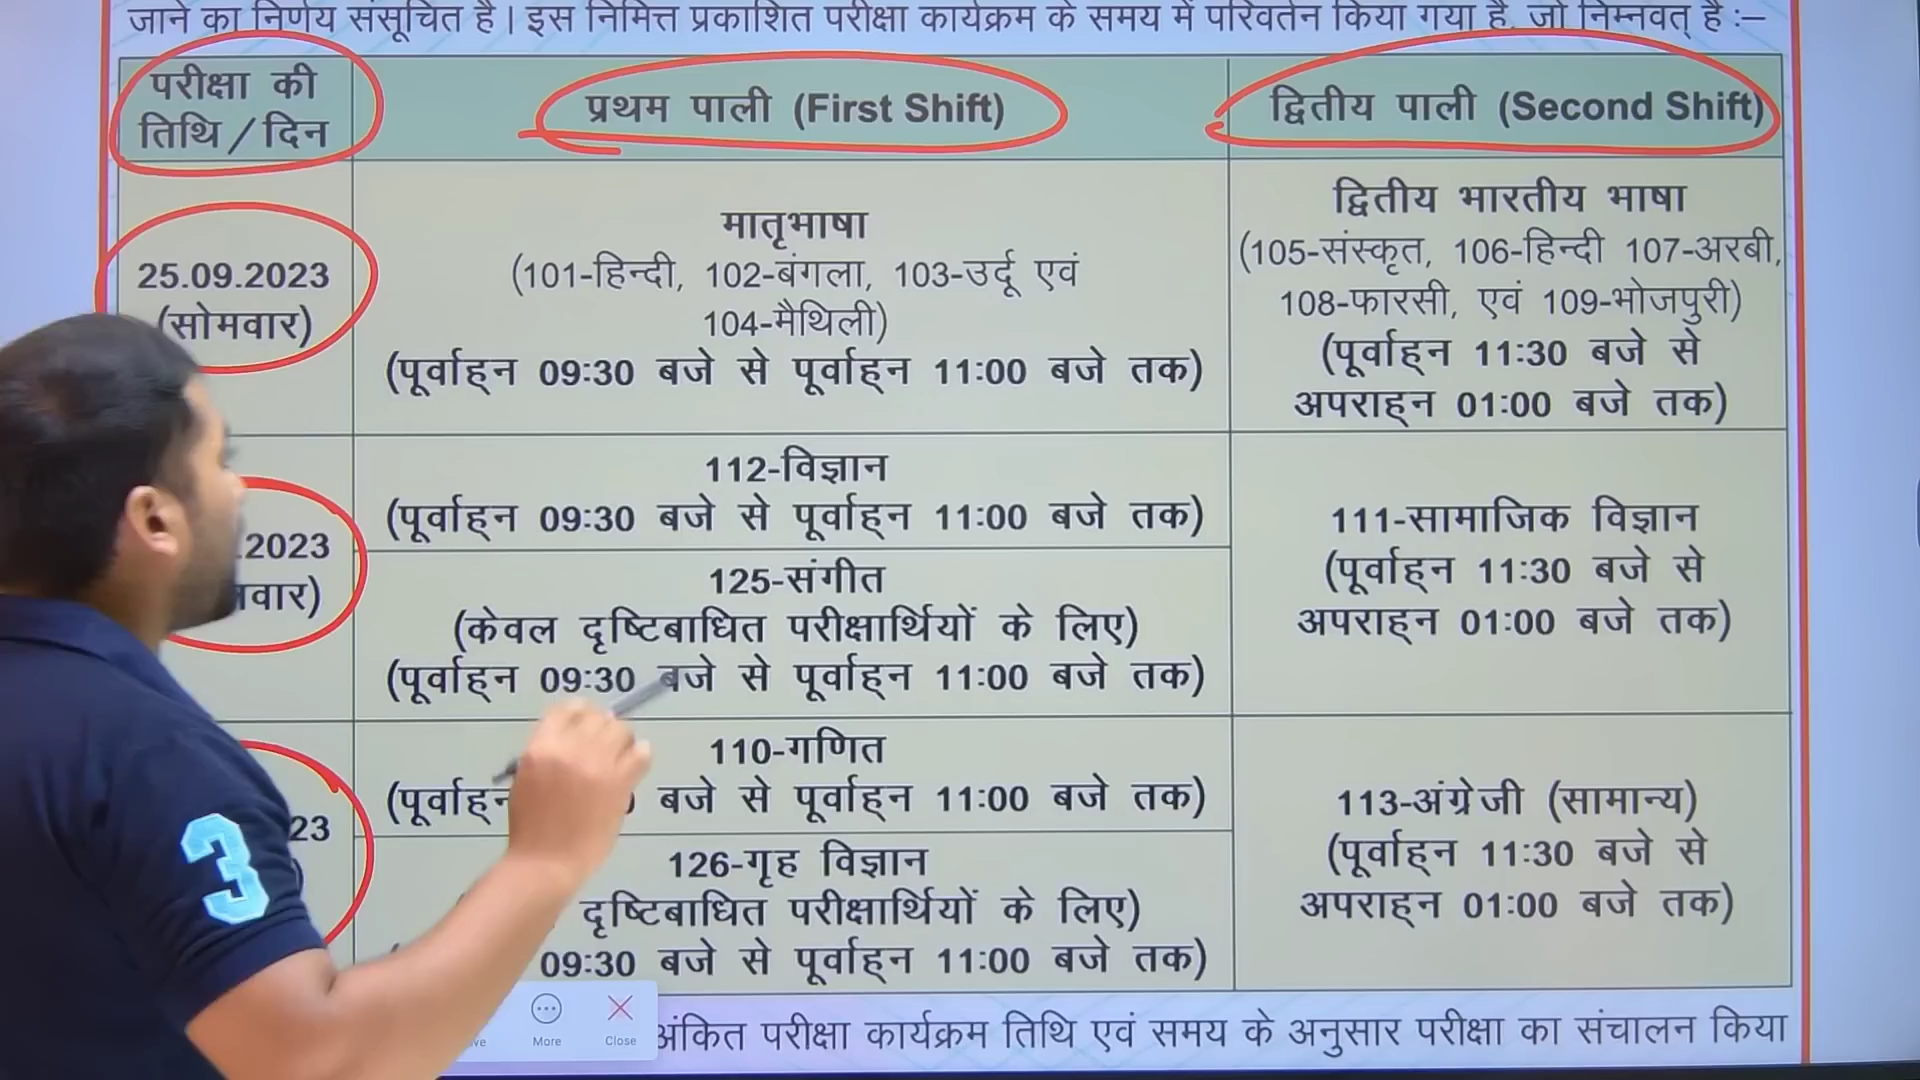 जाने का निर्णय संसूचित है। इस निमित्त प्रकाशित परीक्षा कार्यक्रम के समय में परिवर्तन किया गया है, जो निम्नवत् है :–
परीक्षा की
तिथि / दिन
प्रथम पाली (First Shift)
द्वितीय पाली (Second Shift)
25.09.2023
(सोमवार)
मातृभाषा
(101-हिन्दी, 102-बंगला, 103-उर्दू एवं
104-मैथिली)
(पूर्वाह्न 09:30 बजे से पूर्वाह्न 11:00 बजे तक)
द्वितीय भारतीय भाषा
(105-संस्कृत, 106-हिन्दी 107-अरबी,
108-फारसी, एवं 109-भोजपुरी)
(पूर्वाह्न 11:30 बजे से
अपराह्न 01:00 बजे तक)
.2023
वार)
112-विज्ञान
(पूर्वाह्न 09:30 बजे से पूर्वाह्न 11:00 बजे तक)
125-संगीत
(केवल दृष्टिबाधित परीक्षार्थियों के लिए)
(पूर्वाह्न 09:30 बजे से पूर्वाह्न 11:00 बजे तक)
111-सामाजिक विज्ञान
(पूर्वाह्न 11:30 बजे से
अपराह्न 01:00 बजे तक)
23
110-गणित
(पूर्वाह्न बजे से पूर्वाह्न 11:00 बजे तक)
126-गृह विज्ञान
दृष्टिबाधित परीक्षार्थियों के लिए)
09:30 बजे से पूर्वाह्न 11:00 बजे तक)
113-अंग्रेजी (सामान्य)
(पूर्वाह्न 11:30 बजे से
अपराह्न 01:00 बजे तक)
अंकित परीक्षा कार्यक्रम तिथि एवं समय के अनुसार परीक्षा का संचालन किया
More
Close
3